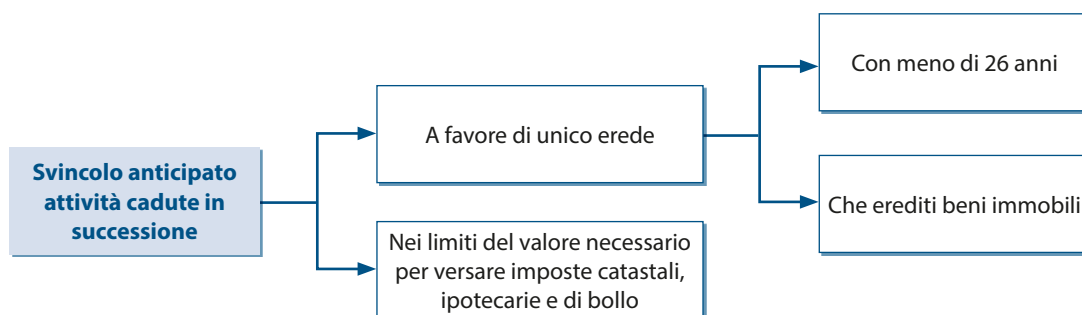 Svincolo anticipato
attività cadute in
successione
A favore di unico erede
Nei limiti del valore necessario
per versare imposte catastali,
ipotecarie e di bollo
Con meno di 26 anni
Che erediti beni immobili